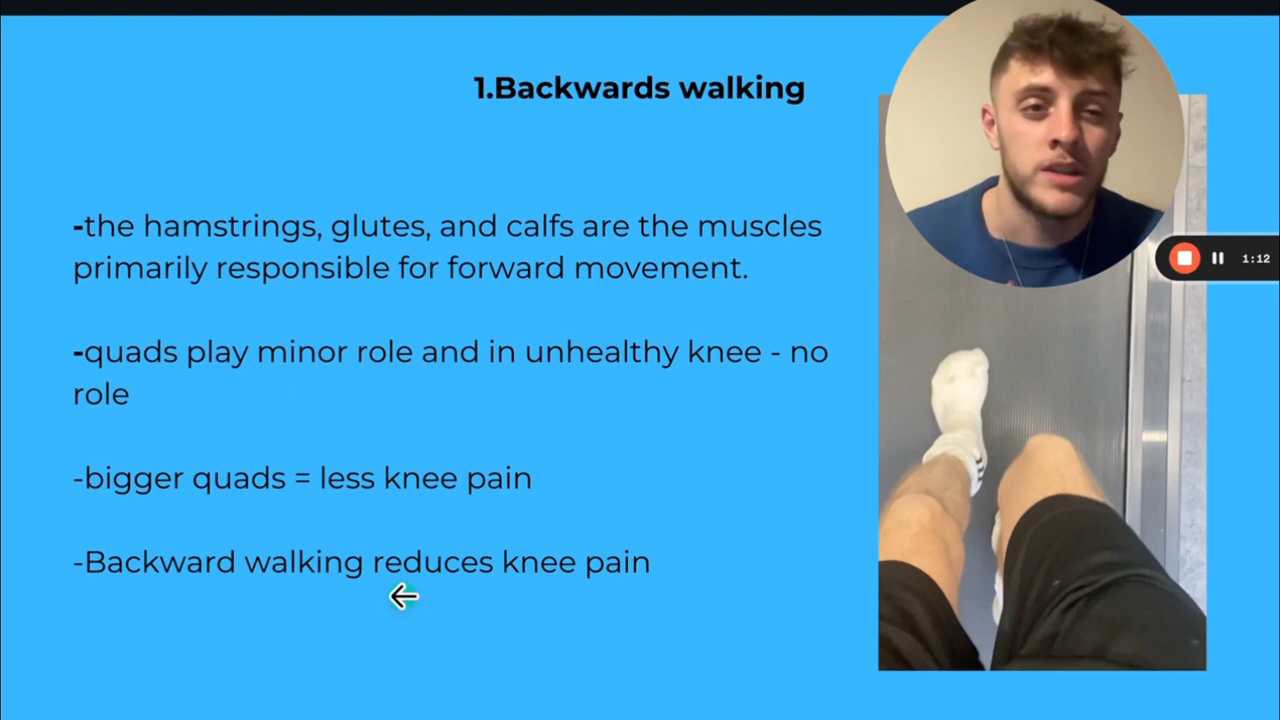 1.Backwards walking
-the hamstrings, glutes, and calfs are the muscles
primarily responsible for forward movement.
-quads play minor role and in unhealthy knee - no
role
-bigger quads = less knee pain
-Backward walking reduces knee pain
1:12